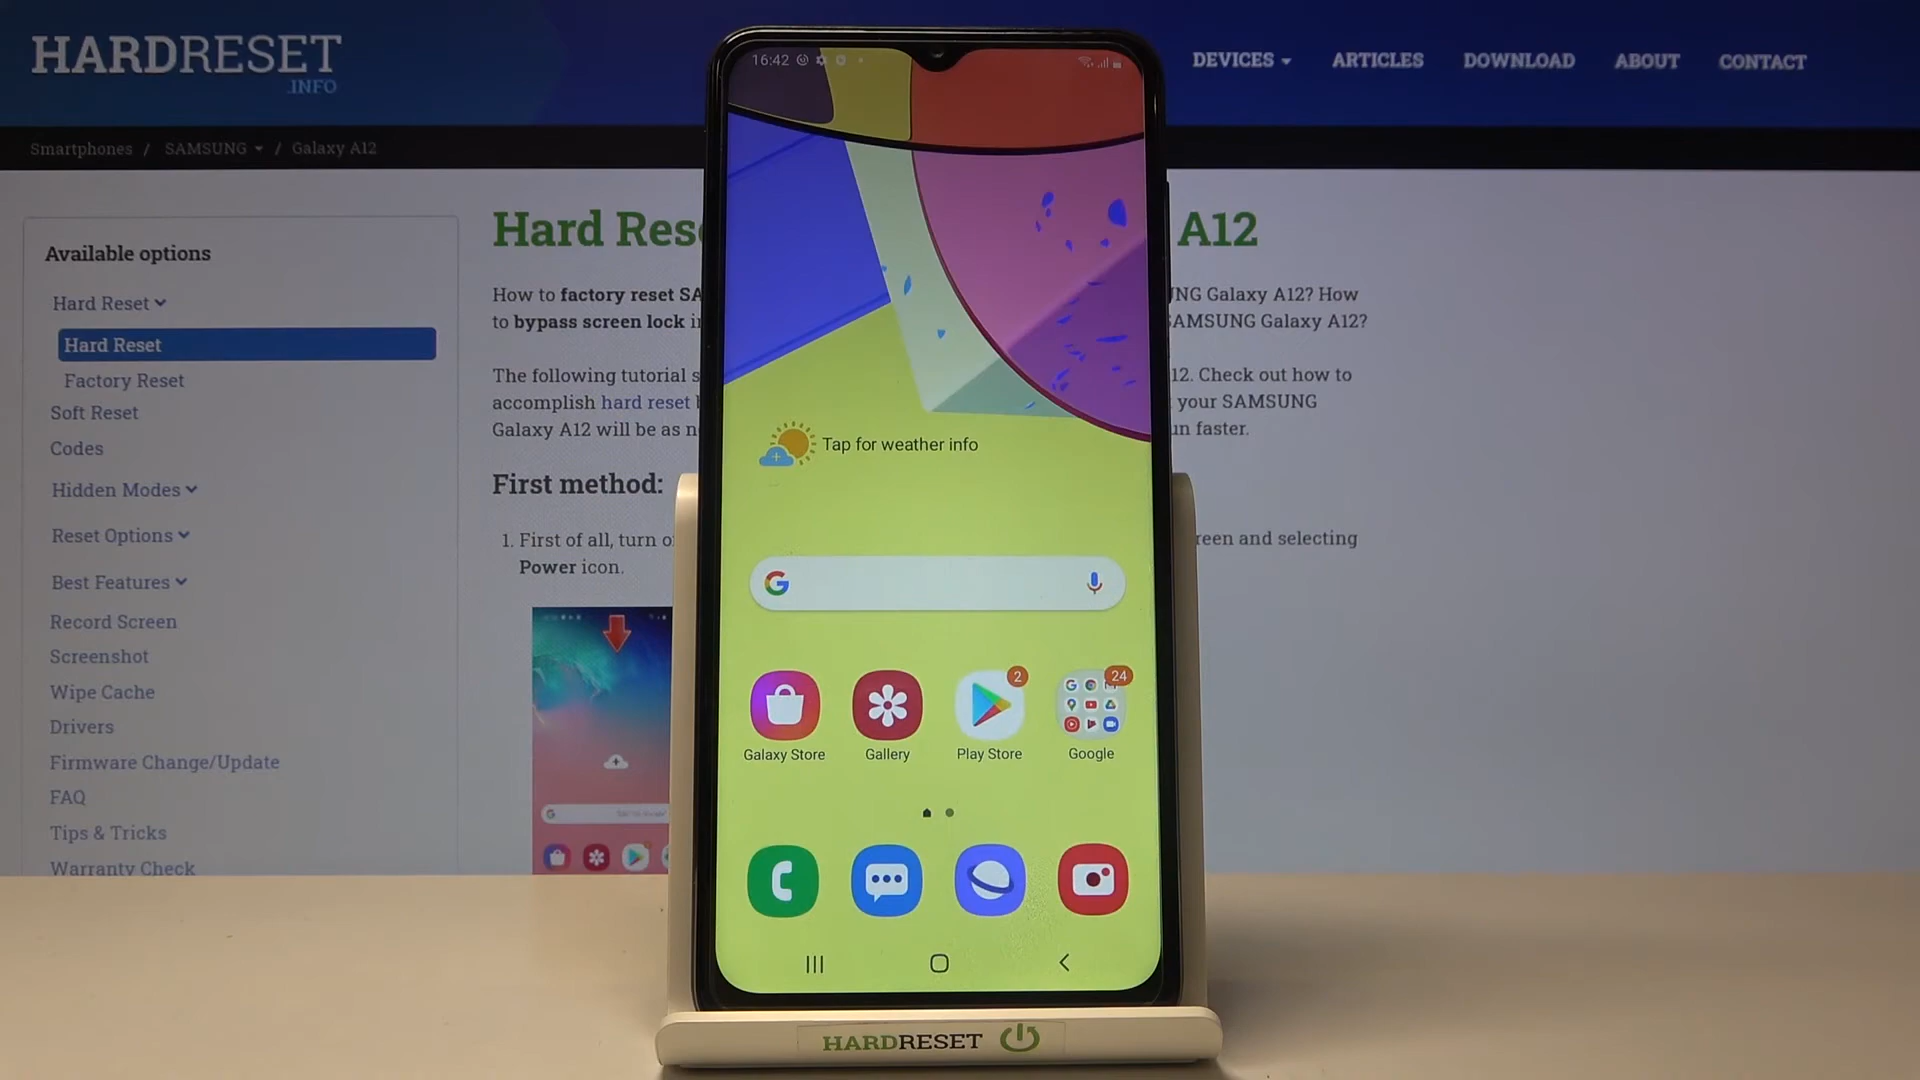 HARDRESET
.INFO
DEVICES
ARTICLES
DOWNLOAD
ABOUT
CONTACT
Smartphones / SAMSUNG / Galaxy A12
Available options
Hard Reset
Hard Reset
Factory Reset
Soft Reset
Codes
Hidden Modes
Reset Options
Best Features
Record Screen
Screenshot
Wipe Cache
Drivers
Firmware Change/Update
FAQ
Tips & Tricks
Warranty Check
Hard Res A12
How to factory reset SA NG Galaxy A12? How
to bypass screen lock i SAMSUNG Galaxy A12?
The following tutorial s 12. Check out how to
accomplish hard reset your SAMSUNG
Galaxy A12 will be as n un faster.
First method:
1. First of all, turn o reen and selecting
Power icon.
16:42
Tap for weather info
2
24
Galaxy Store
Gallery
Play Store
Google
HARDRESET